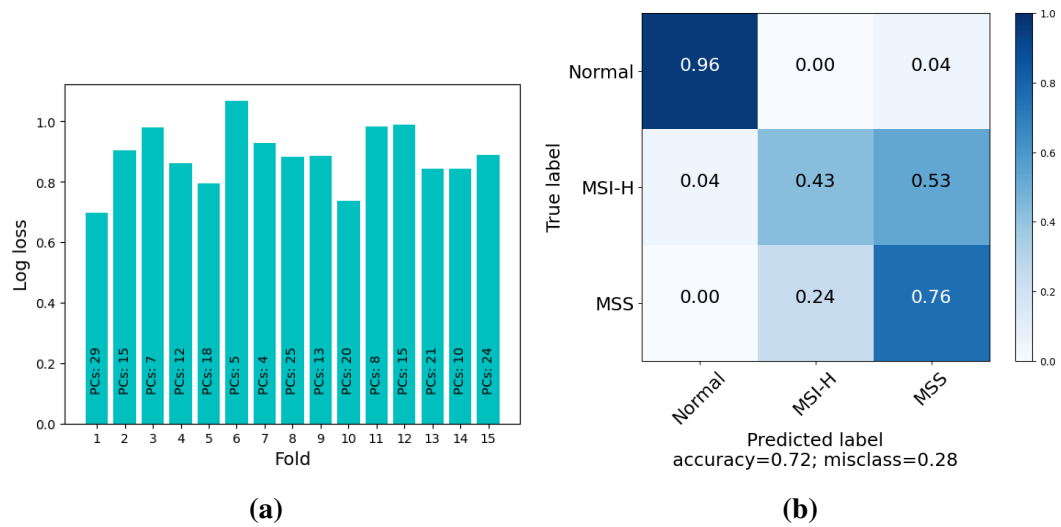 Log loss
1.0
0.8
0.6
0.4
0.2
0.0
PCs: 29
PCs: 15
PCs: 7
PCs: 12
PCs: 18
PCs: 5
PCs: 4
PCs: 25
PCs: 13
PCs: 20
PCs: 8
PCs: 15
PCs: 21
PCs: 10
PCs: 24
1 2 3 4 5 6 7 8 9 10 11 12 13 14 15
Fold
(a)
True label
Normal 0.96 0.00 0.04
MSI-H 0.04 0.43 0.53
MSS 0.00 0.24 0.76
Normal MSI-H MSS
Predicted label
accuracy=0.72; misclass=0.28
1.0
0.8
0.6
0.4
0.2
0.0
(b)